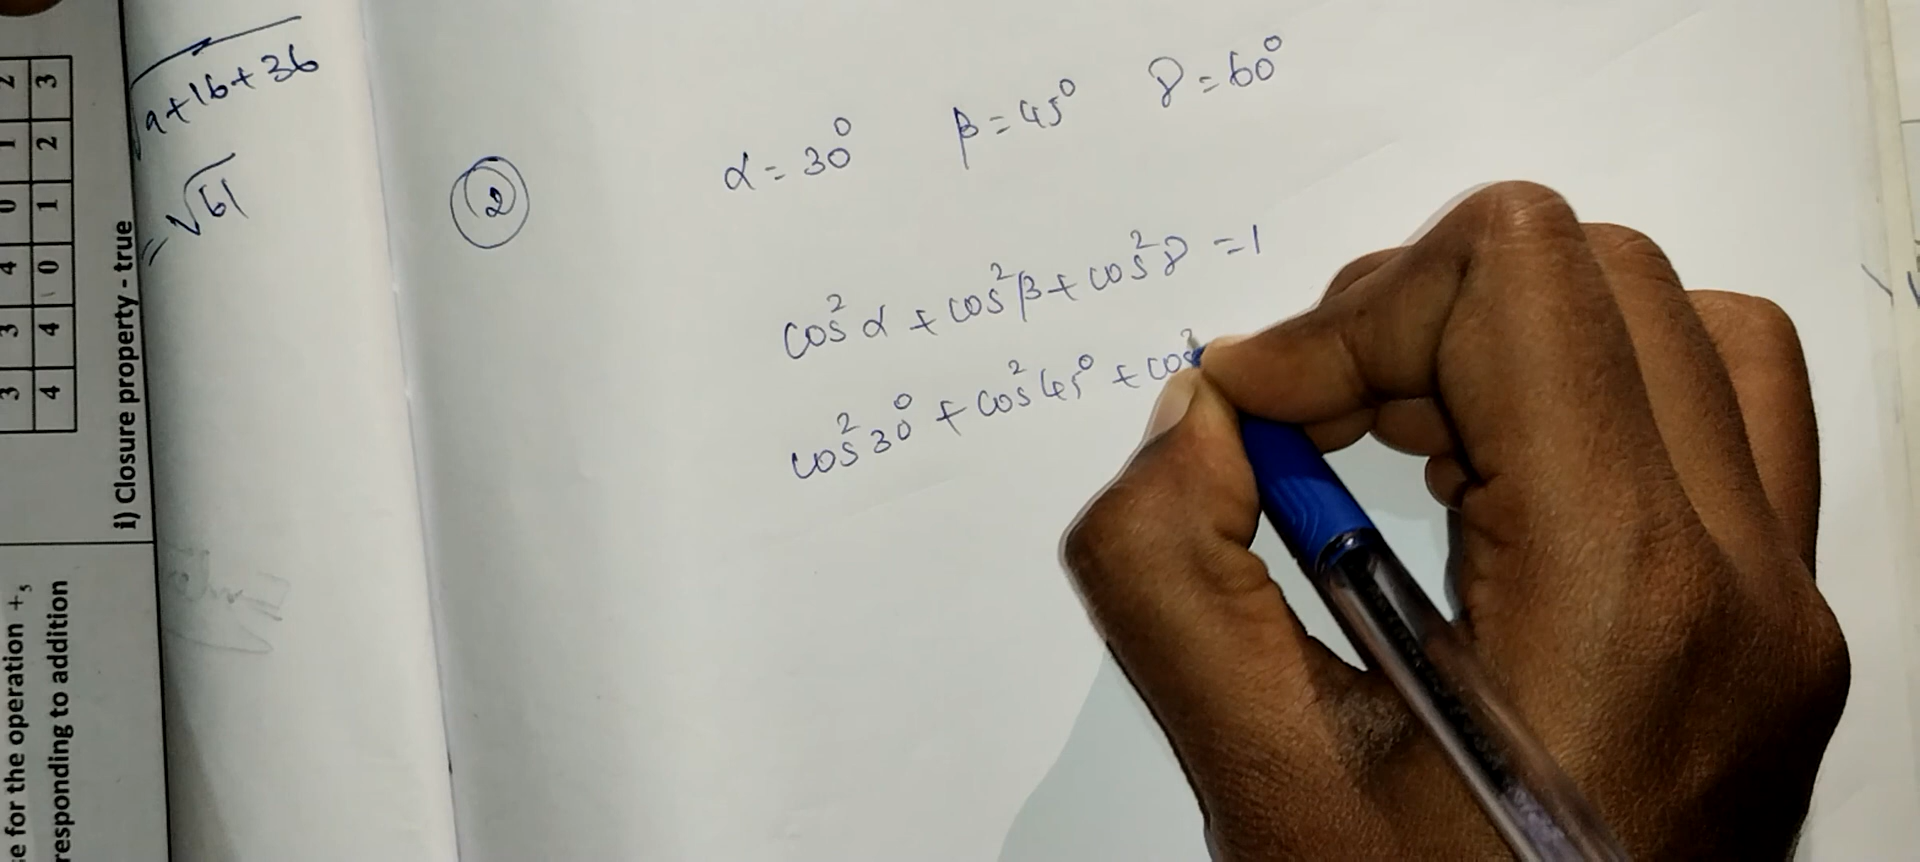 2 3
1 2
0 1
4 0
3 4
3 4
i) Closure property - true
e for the operation +₅
responding to addition
√9+16+36
= √61
②
α = 30° β = 45° γ = 60°
cos²α + cos²β + cos²γ = 1
cos²30° + cos²45° + cos²